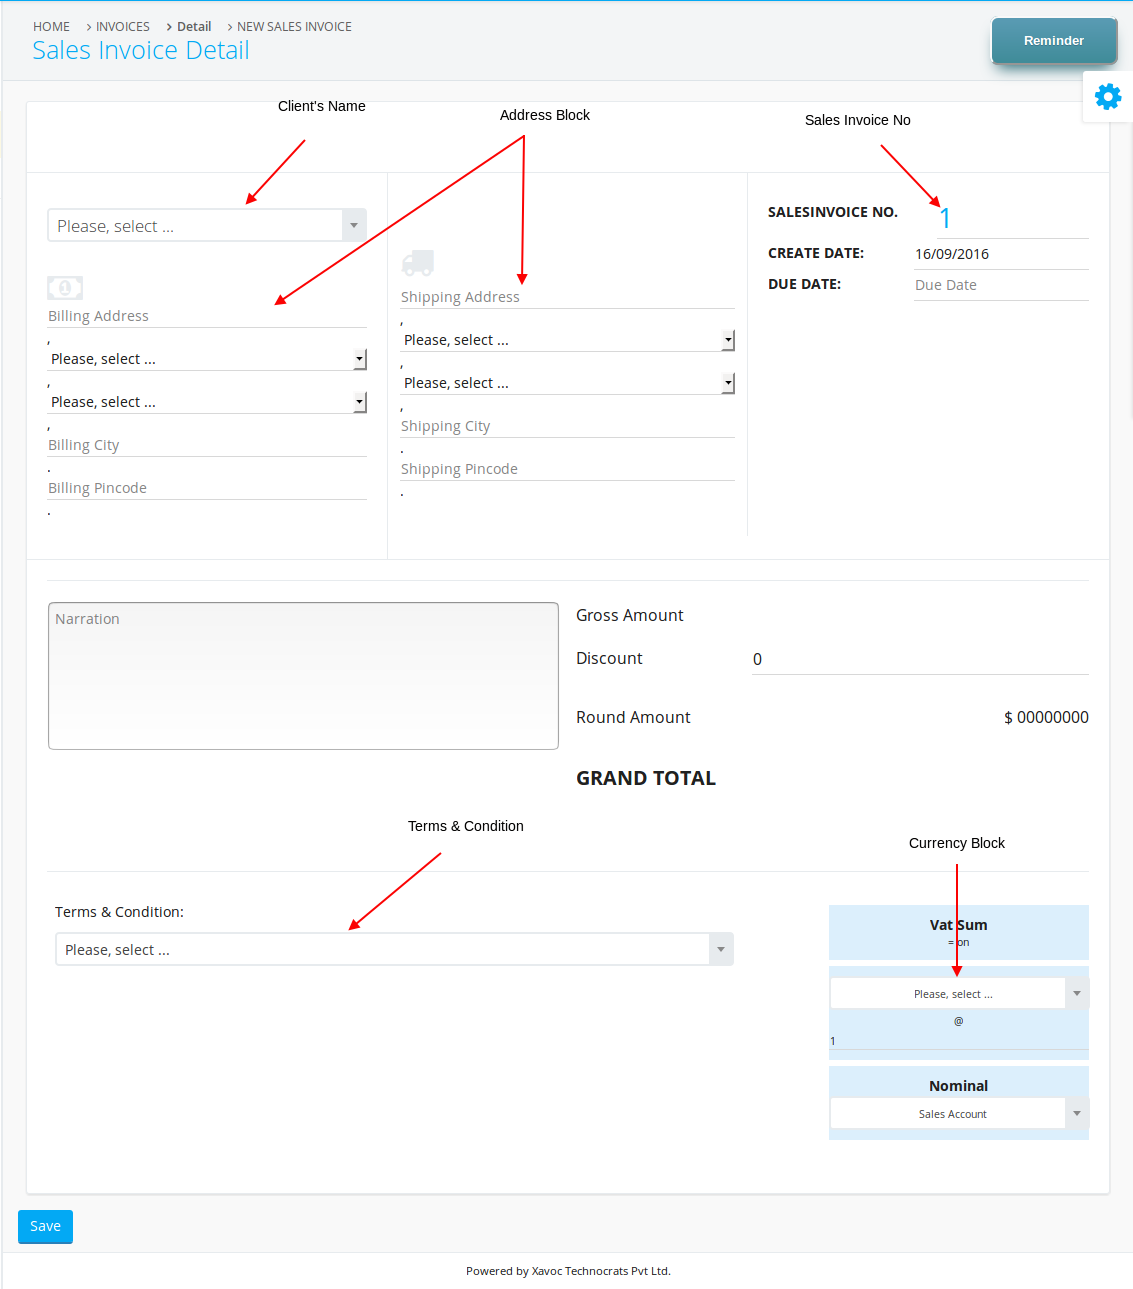 HOME > INVOICES > Detail > NEW SALES INVOICE
Sales Invoice Detail
Reminder
Client's Name
Address Block
Sales Invoice No
Please, select ...
1
Billing Address
,
Please, select ...
,
Please, select ...
,
Billing City
.
Billing Pincode
.
Shipping Address
,
Please, select ...
,
Please, select ...
,
Shipping City
.
Shipping Pincode
.
SALESINVOICE NO. 1
CREATE DATE: 16/09/2016
DUE DATE: Due Date
Narration
Gross Amount
Discount 0
Round Amount $ 00000000
GRAND TOTAL
Terms & Condition
Currency Block
Terms & Condition:
Please, select ...
Vat Sum
= on
Please, select ...
@
1
Nominal
Sales Account
Save
Powered by Xavoc Technocrats Pvt Ltd.